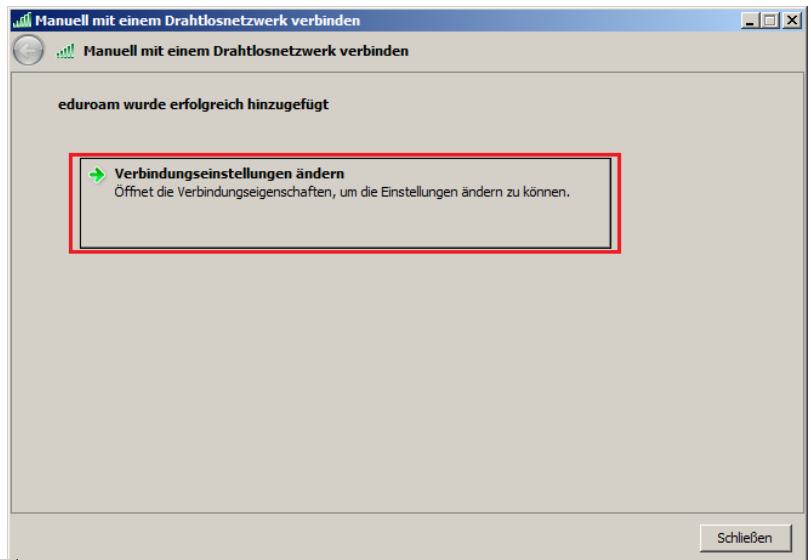 Manuell mit einem Drahtlosnetzwerk verbinden
Manuell mit einem Drahtlosnetzwerk verbinden
eduroam wurde erfolgreich hinzugefügt
Verbindungseinstellungen ändern
Öffnet die Verbindungseigenschaften, um die Einstellungen ändern zu können.
Schließen